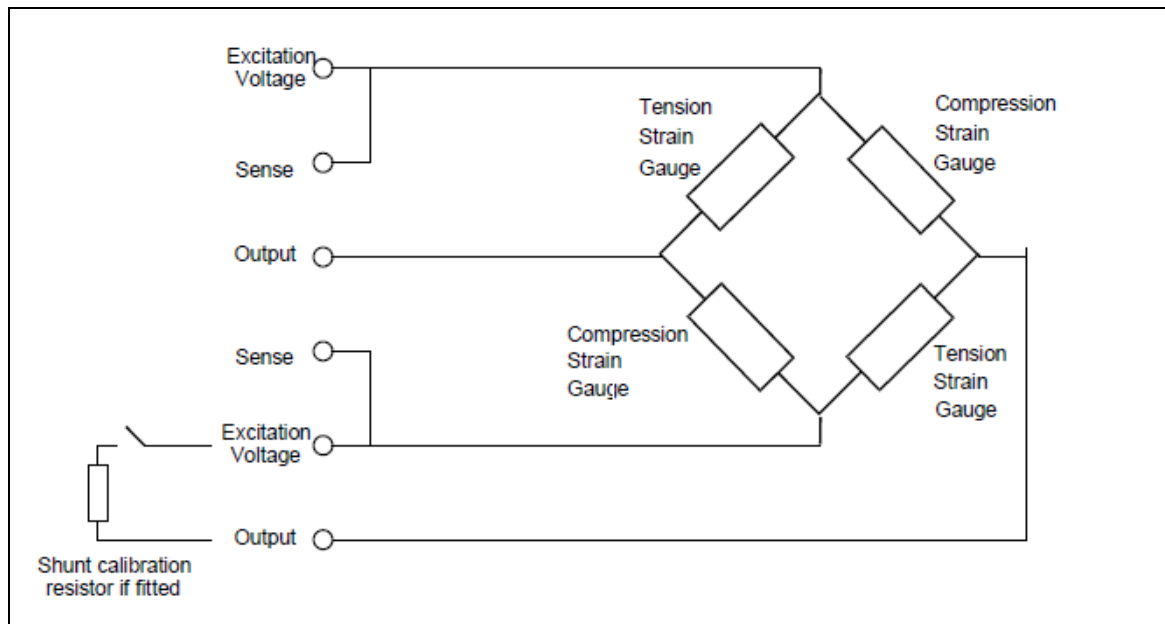 Excitation
Voltage
Tension
Strain
Gauge
Compression
Strain
Gauge
Sense
Output
Compression
Strain
Gauge
Sense
Tension
Strain
Gauge
Excitation
Voltage
Output
Shunt calibration
resistor if fitted